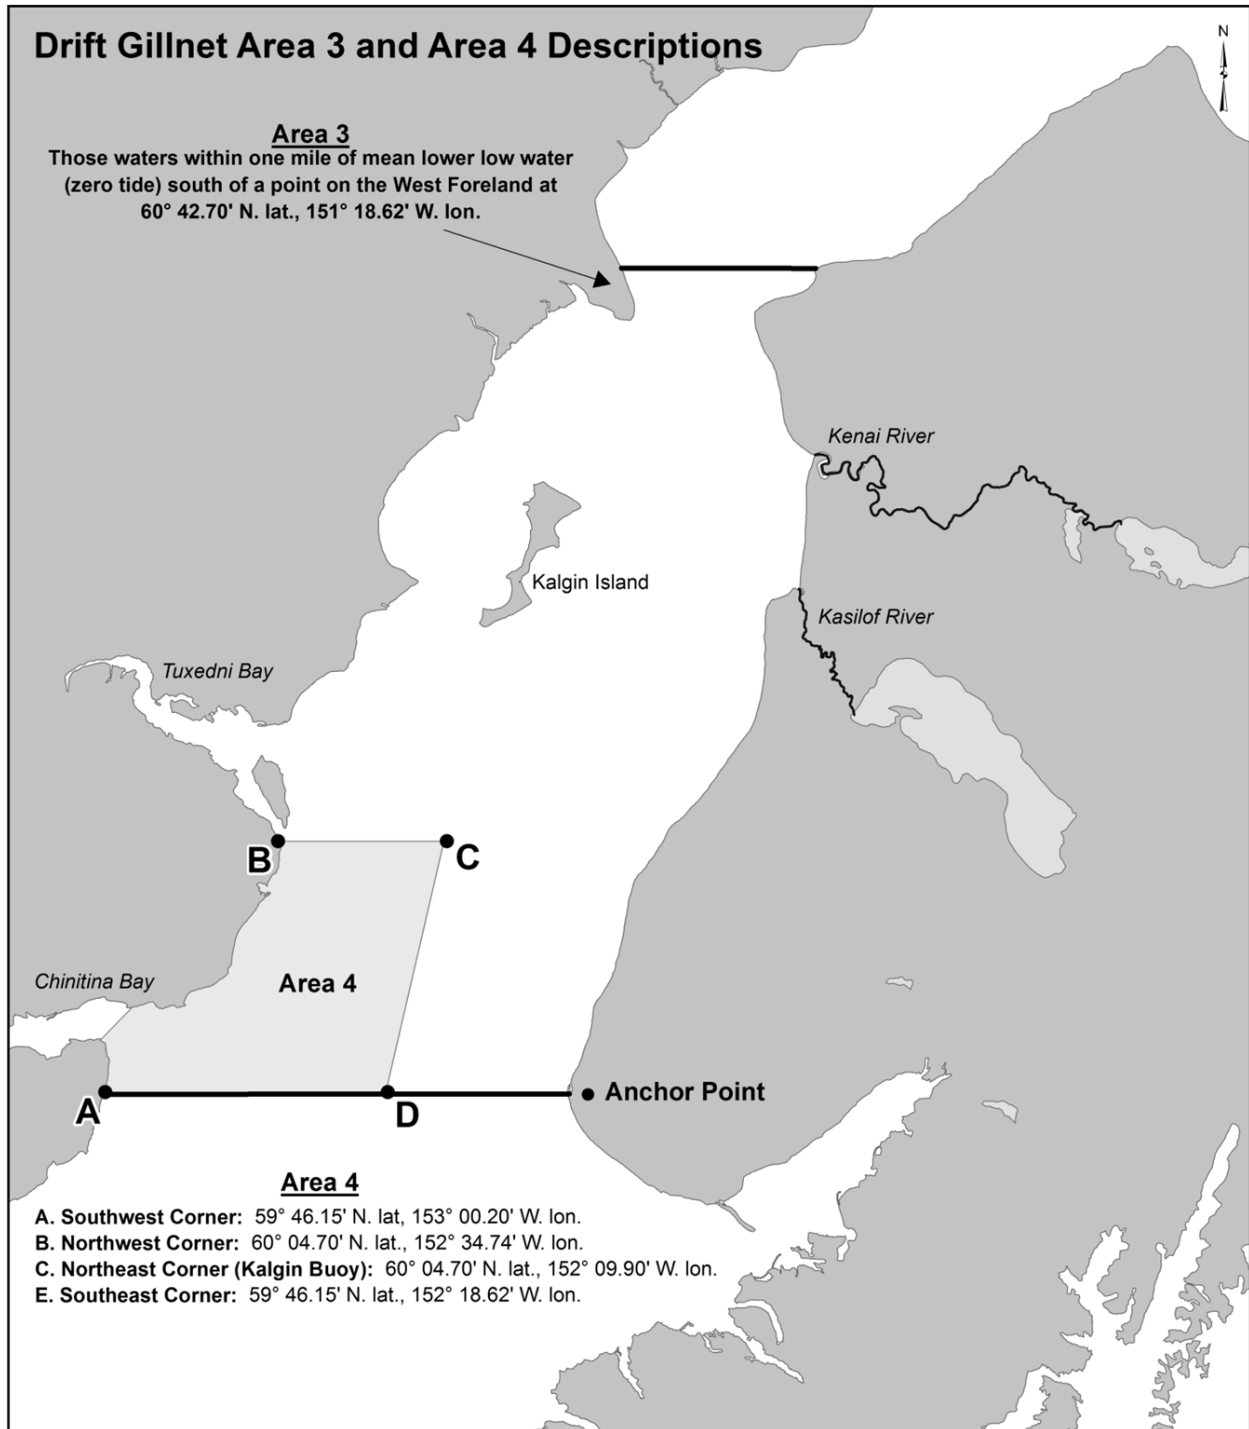 Drift Gillnet Area 3 and Area 4 Descriptions
N
Area 3
Those waters within one mile of mean lower low water
(zero tide) south of a point on the West Foreland at
60° 42.70' N. lat., 151° 18.62' W. lon.
Kenai River
Kalgin Island
Kasilof River
Tuxedni Bay
B
C
Chinitina Bay
Area 4
A
D
Anchor Point
Area 4
A. Southwest Corner: 59° 46.15' N. lat, 153° 00.20' W. lon.
B. Northwest Corner: 60° 04.70' N. lat., 152° 34.74' W. lon.
C. Northeast Corner (Kalgin Buoy): 60° 04.70' N. lat., 152° 09.90' W. lon.
E. Southeast Corner: 59° 46.15' N. lat., 152° 18.62' W. lon.